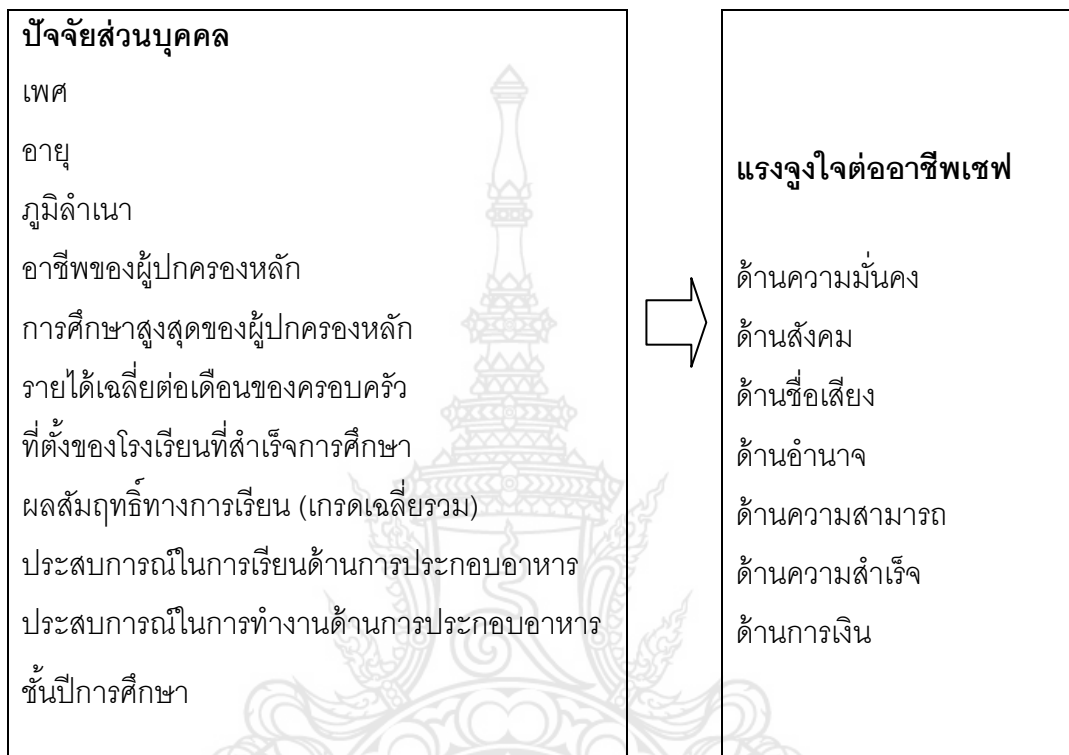 ปัจจัยส่วนบุคคล
เพศ
อายุ
ภูมิลำเนา
อาชีพของผู้ปกครองหลัก
การศึกษาสูงสุดของผู้ปกครองหลัก
รายได้เฉลี่ยต่อเดือนของครอบครัว
ที่ตั้งของโรงเรียนที่สำเร็จการศึกษา
ผลสัมฤทธิ์ทางการเรียน (เกรดเฉลี่ยรวม)
ประสบการณ์ในการเรียนด้านการประกอบอาหาร
ประสบการณ์ในการทำงานด้านการประกอบอาหาร
ชั้นปีการศึกษา
แรงจูงใจต่ออาชีพเชฟ
ด้านความมั่นคง
ด้านสังคม
ด้านชื่อเสียง
ด้านอำนาจ
ด้านความสามารถ
ด้านความสำเร็จ
ด้านการเงิน